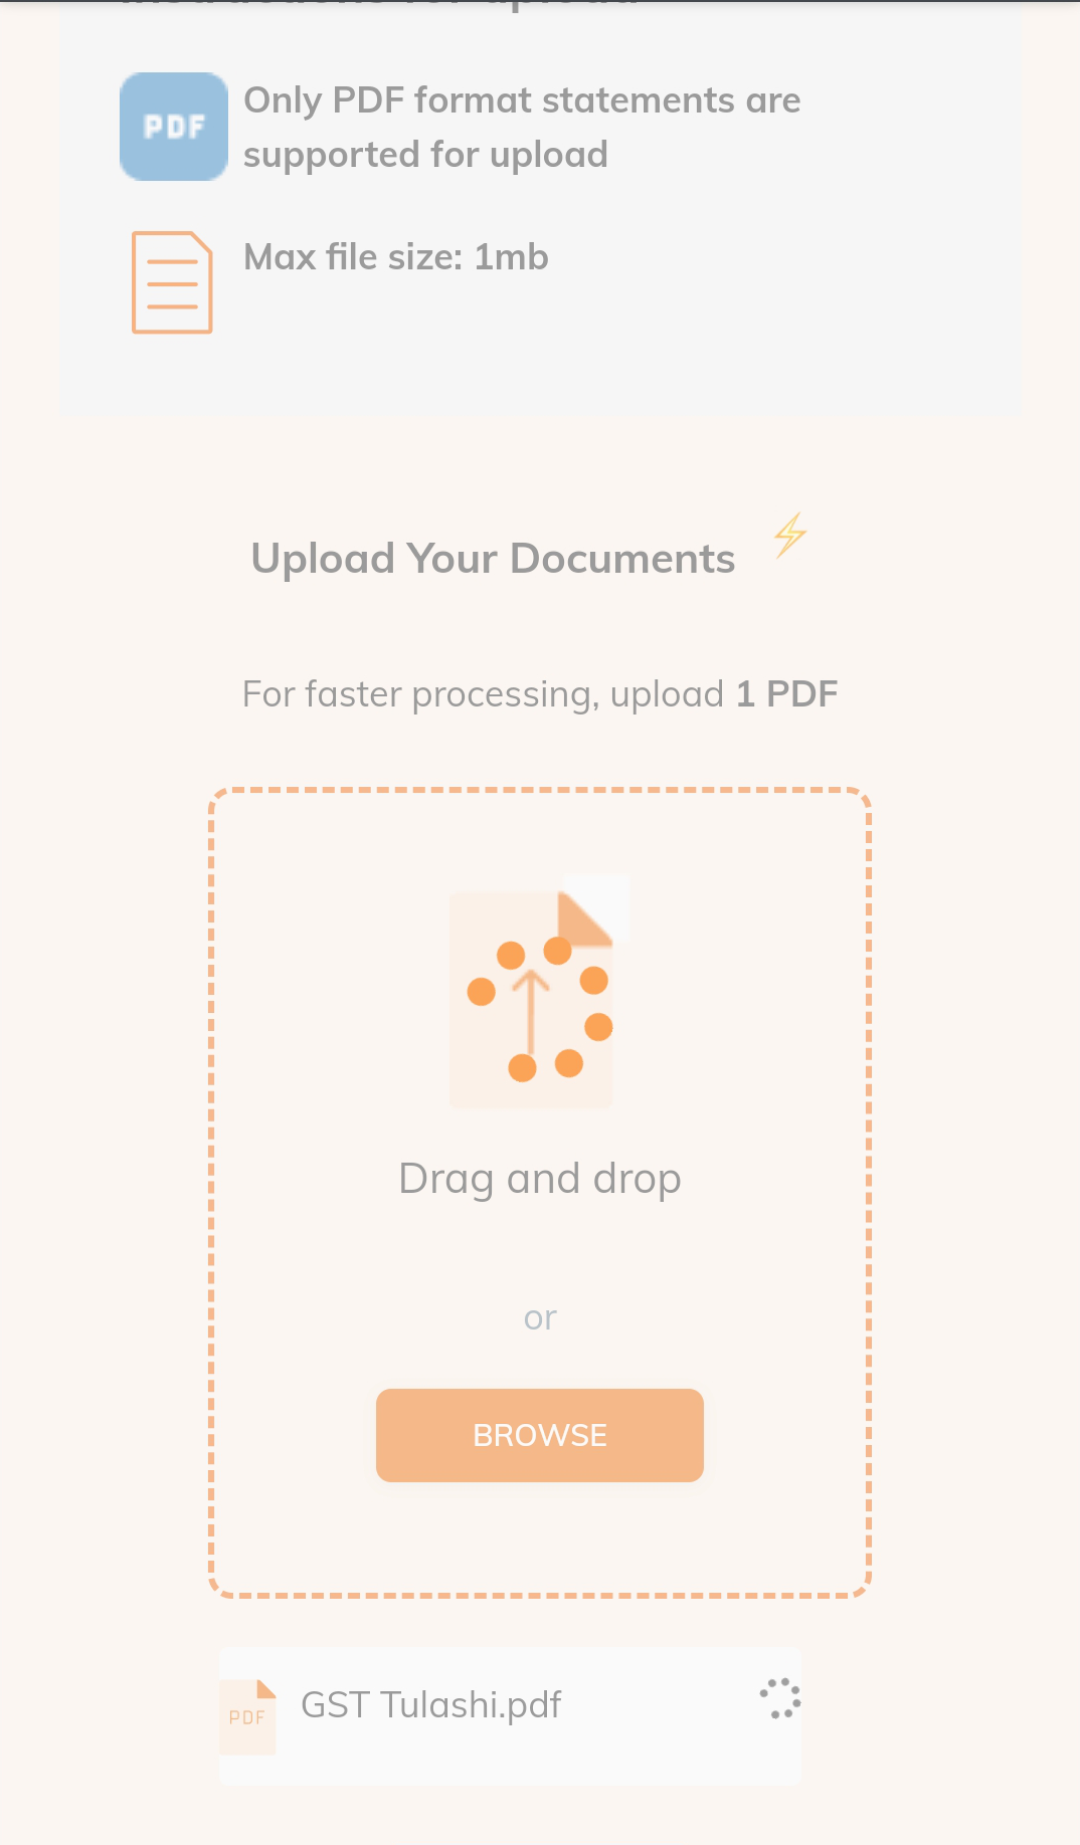 PDF
Only PDF format statements are
supported for upload
Max file size: 1mb
Upload Your Documents
For faster processing, upload 1 PDF
Drag and drop
or
BROWSE
PDF
GST Tulashi.pdf